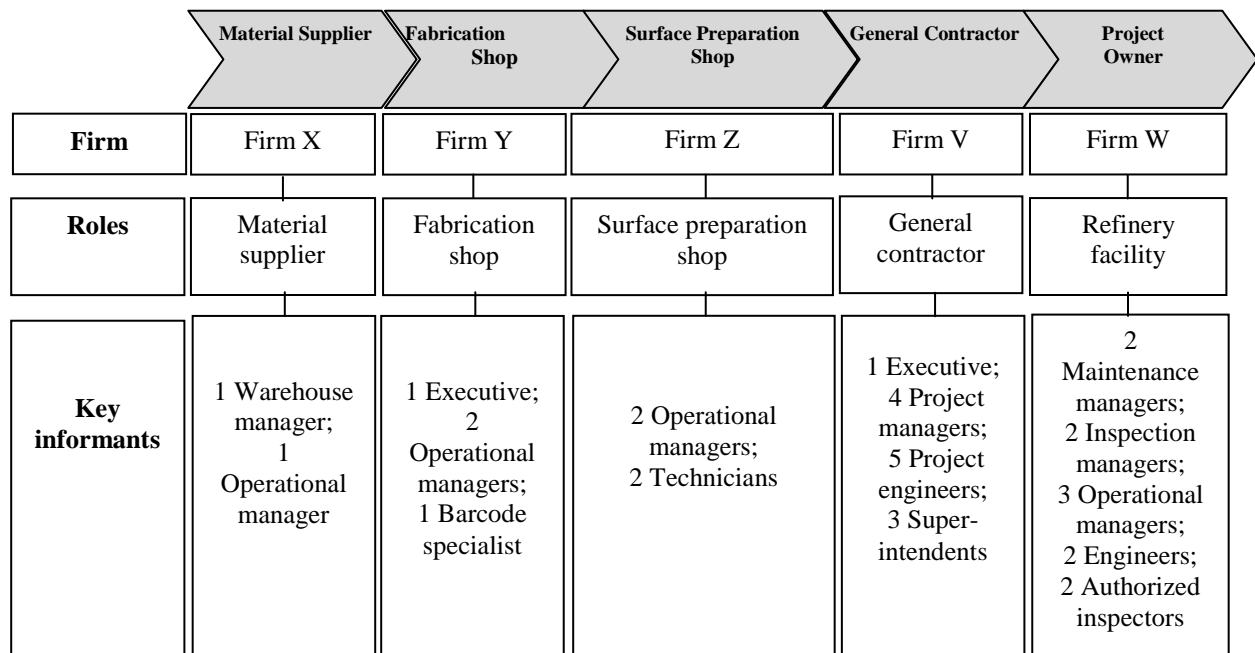 Material Supplier
Fabrication
Shop
Surface Preparation
Shop
General Contractor
Project
Owner
Firm
Firm X
Firm Y
Firm Z
Firm V
Firm W
Roles
Material
supplier
Fabrication
shop
Surface preparation
shop
General
contractor
Refinery
facility
Key
informants
1 Warehouse
manager;
1
Operational
manager
1 Executive;
2
Operational
managers;
1 Barcode
specialist
2 Operational
managers;
2 Technicians
1 Executive;
4 Project
managers;
5 Project
engineers;
3 Super-
intendents
2
Maintenance
managers;
2 Inspection
managers;
3 Operational
managers;
2 Engineers;
2 Authorized
inspectors